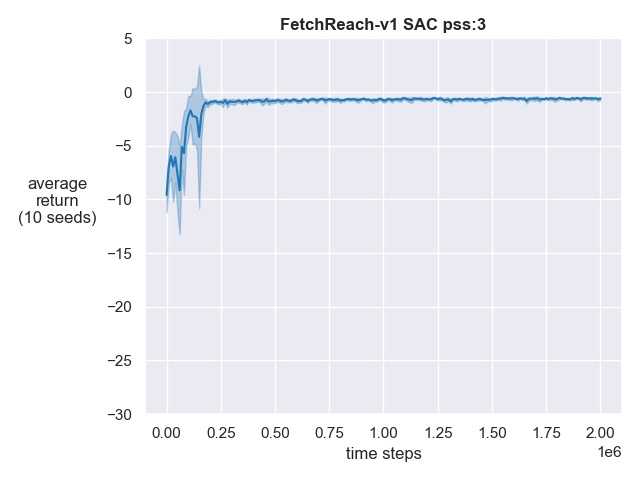 FetchReach-v1 SAC pss:3
5
0
−5
−10
−15
−20
−25
−30
average
return
(10 seeds)
0.00 0.25 0.50 0.75 1.00 1.25 1.50 1.75 2.00
time steps
1e6